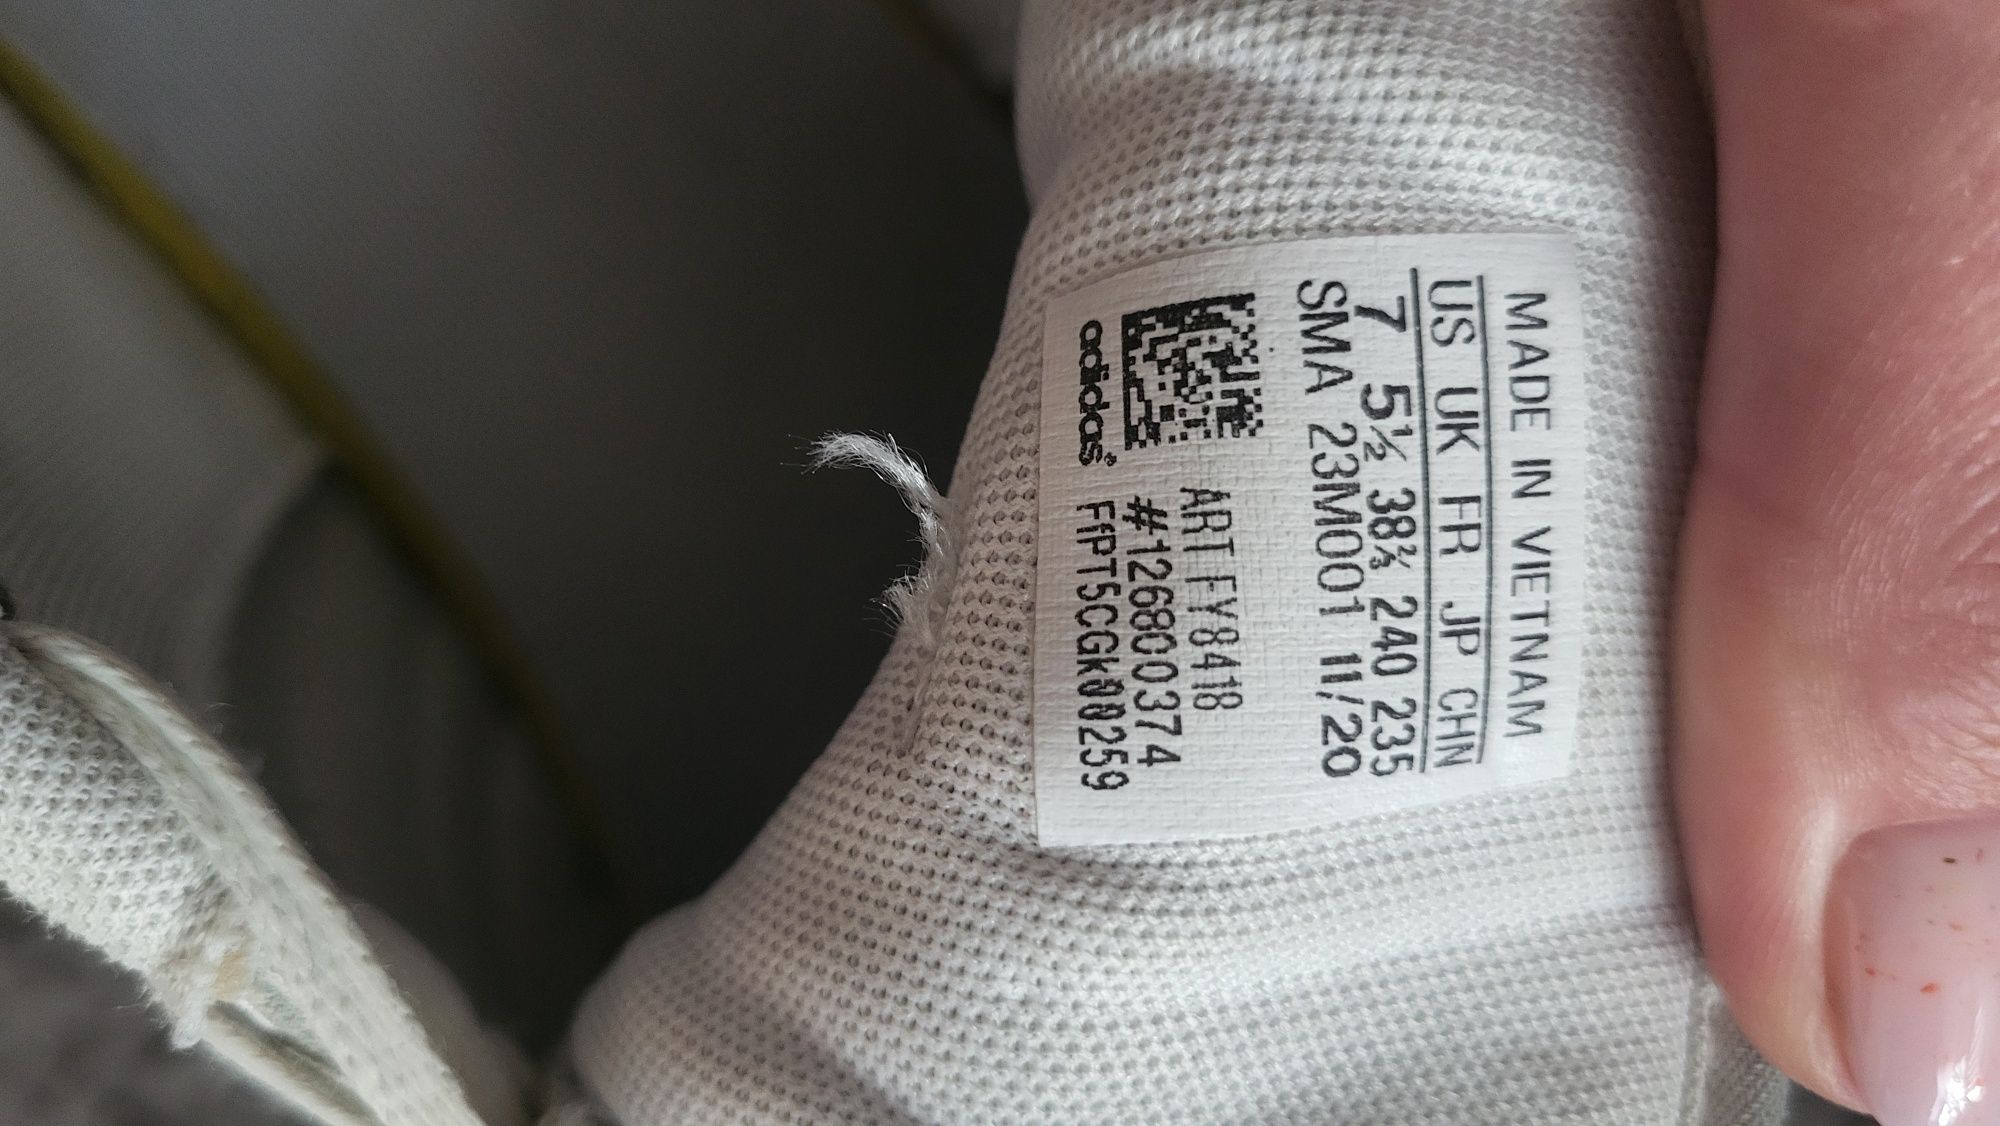 MADE IN VIETNAM
US UK FR JP CHN
7 5½ 38⅔ 240 235
SMA 23M001 11/20
ART FY8418
#126800374
FfPT5CGk00259
adidas®